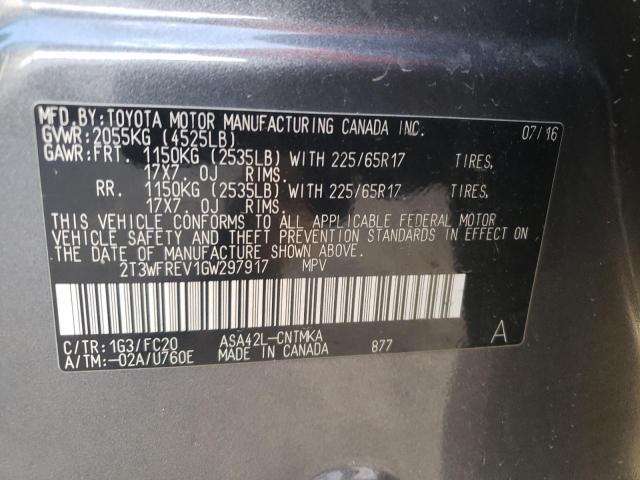 MFD.BY:TOYOTA MOTOR MANUFACTURING CANADA INC. 07/16
GVWR:2055KG (4525LB)
GAWR:FRT. 1150KG (2535LB) WITH 225/65R17 TIRES,
17X7.0J RIMS.
RR. 1150KG (2535LB) WITH 225/65R17 TIRES,
17X7.0J RIMS.
THIS VEHICLE CONFORMS TO ALL APPLICABLE FEDERAL MOTOR
VEHICLE SAFETY AND THEFT PREVENTION STANDARDS IN EFFECT ON
THE DATE OF MANUFACTURE SHOWN ABOVE.
2T3WFREV1GW297917 MPV
C/TR:1G3/FC20 ASA42L-CNTMKA 877 A
A/TM:-02A/U760E MADE IN CANADA